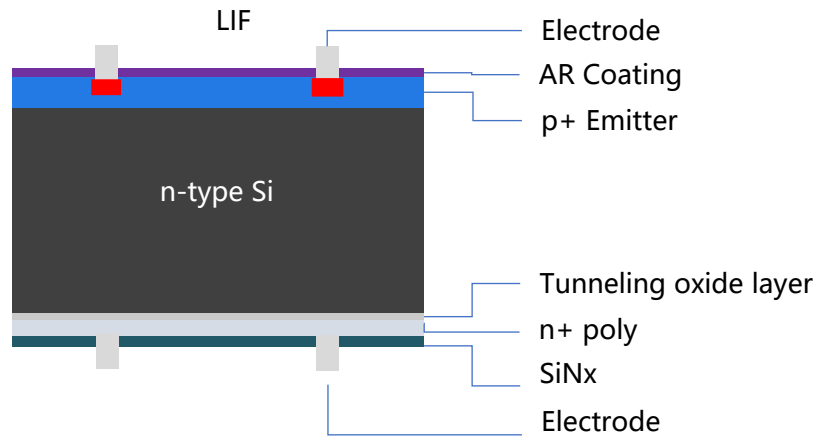 LIF
Electrode
AR Coating
p+ Emitter
n-type Si
Tunneling oxide layer
n+ poly
SiNx
Electrode